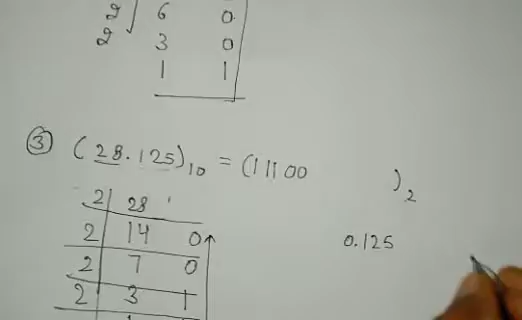 2 6 0
2 3 0
1 1
③ (28.125)₁₀ = (11100 )₂
2 28
2 14 0
0.125
2 7 0
2 3 1